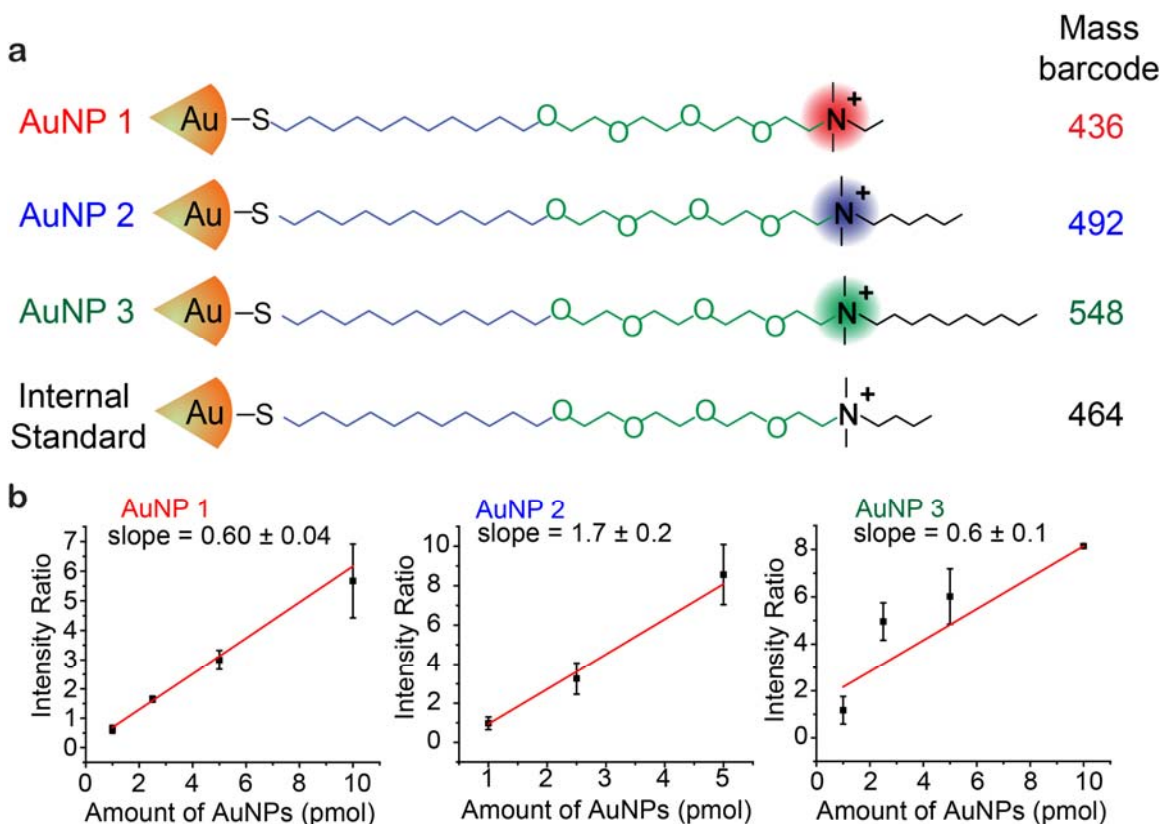 a
Mass
barcode
AuNP 1 Au –S O O O O N + 436
AuNP 2 Au –S O O O O N + 492
AuNP 3 Au –S O O O O N + 548
Internal
Standard
Au –S O O O O N + 464
b
AuNP 1
slope = 0.60 ± 0.04
Intensity Ratio
7
6
5
4
3
2
1
0
0 2 4 6 8 10
Amount of AuNPs (pmol)
AuNP 2
slope = 1.7 ± 0.2
Intensity Ratio
10
8
6
4
2
0
1 2 3 4 5
Amount of AuNPs (pmol)
AuNP 3
slope = 0.6 ± 0.1
Intensity Ratio
8
6
4
2
0
0 2 4 6 8 10
Amount of AuNPs (pmol)